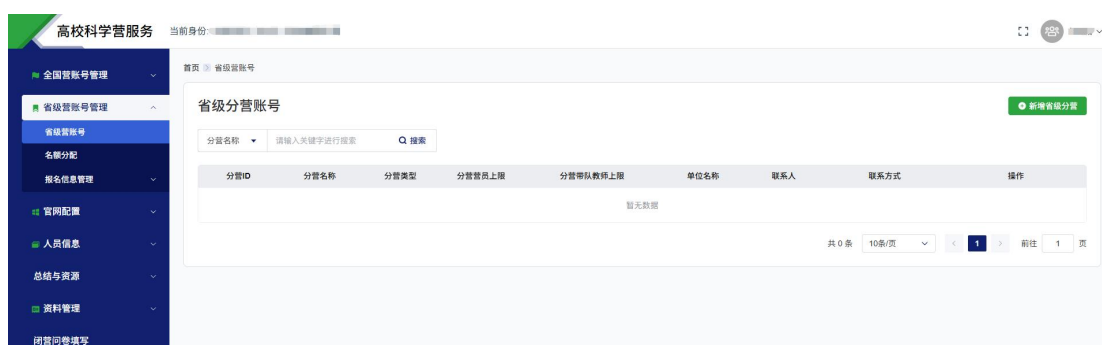 高校科学营服务 当前身份:
首页 省级营账号
全国营账号管理
省级营账号管理
省级营账号
名额分配
报名信息管理
官网配置
人员信息
总结与资源
资料管理
闭营问卷填写
省级分营账号 新增省级分营
分营名称 请输入关键字进行搜索 搜索
分营ID 分营名称 分营类型 分营营员上限 分营带队教师上限 单位名称 联系人 联系方式 操作
暂无数据
共 0 条 10条/页 < 1 > 前往 1 页